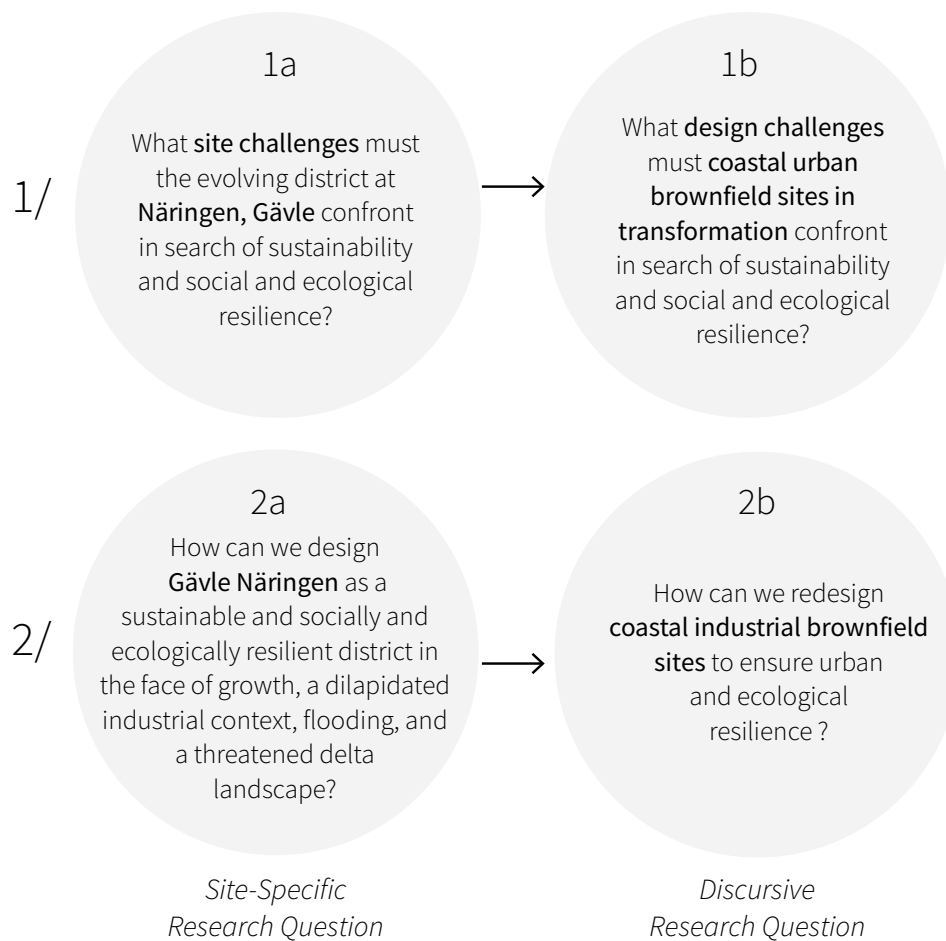 1/
1a
What site challenges must
the evolving district at
Näringen, Gävle confront
in search of sustainability
and social and ecological
resilience?
1b
What design challenges
must coastal urban
brownfield sites in
transformation confront
in search of sustainability
and social and ecological
resilience?
2/
2a
How can we design
Gävle Näringen as a
sustainable and socially and
ecologically resilient district in
the face of growth, a dilapidated
industrial context, flooding, and
a threatened delta
landscape?
2b
How can we redesign
coastal industrial brownfield
sites to ensure urban
and ecological
resilience ?
Site-Specific
Research Question
Discursive
Research Question